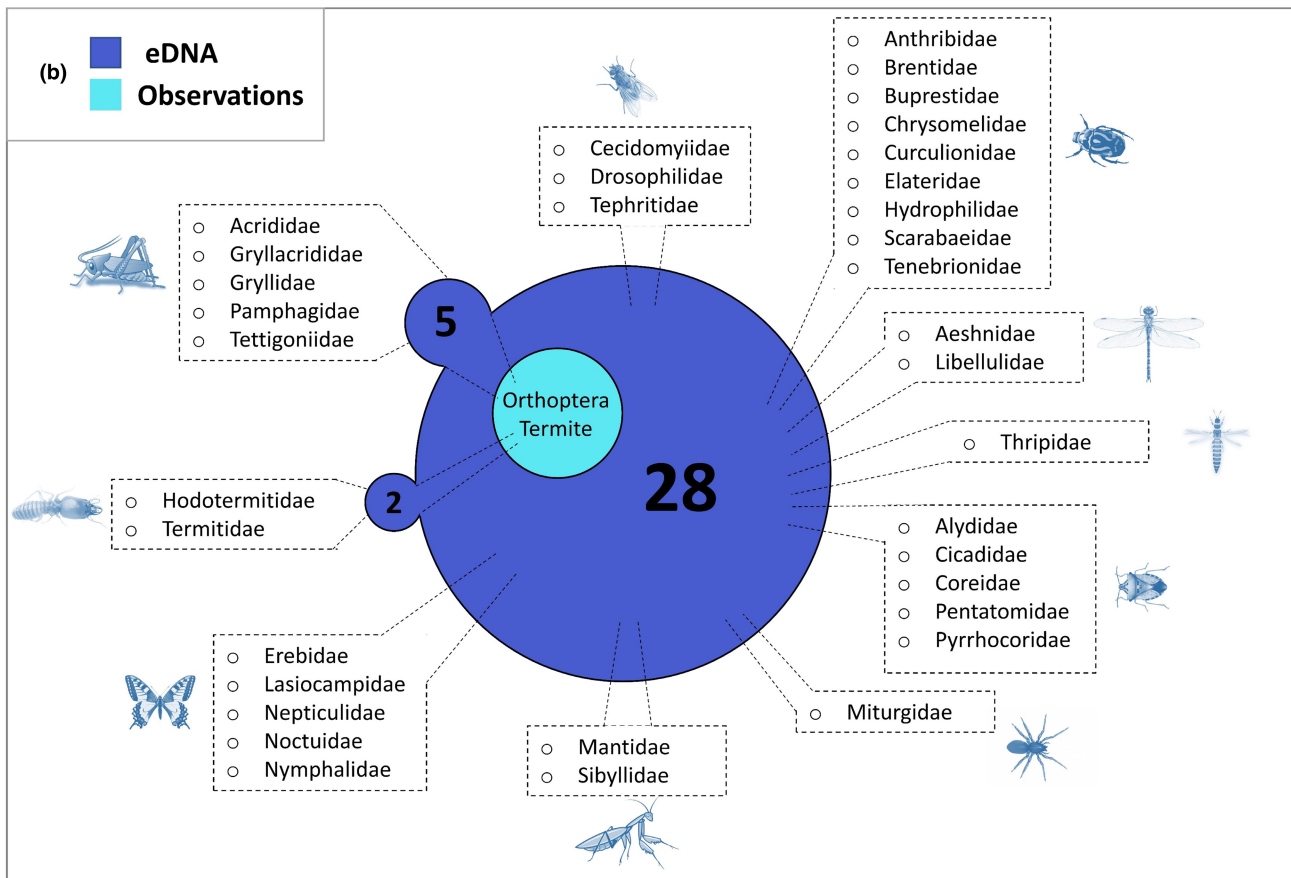 (b)
eDNA
Observations
Cecidomyiidae
Drosophilidae
Tephritidae
Anthribidae
Brentidae
Buprestidae
Chrysomelidae
Curculionidae
Elateridae
Hydrophilidae
Scarabaeidae
Tenebrionidae
Acrididae
Gryllacrididae
Gryllidae
Pamphagidae
Tettigoniidae
5
Aeshnidae
Libellulidae
Orthoptera
Termite
28
Thripidae
Hodotermitidae
Termitidae
2
Alydidae
Cicadidae
Coreidae
Pentatomidae
Pyrrhocoridae
Erebidae
Lasiocampidae
Nepticulidae
Noctuidae
Nymphalidae
Mantidae
Sibyllidae
Miturgidae